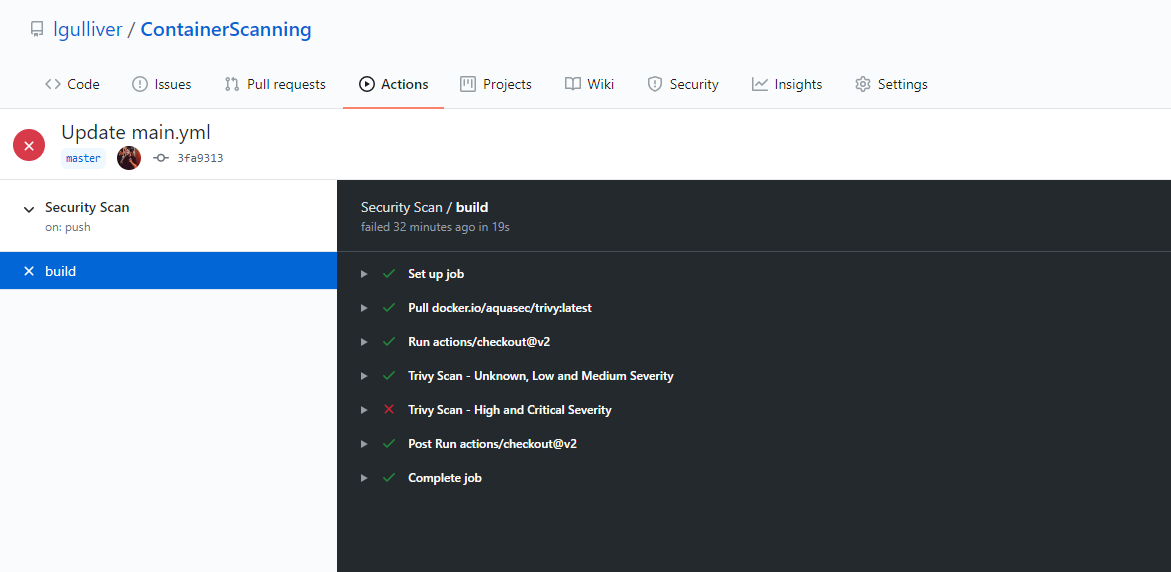 lgulliver / ContainerScanning
Code Issues Pull requests Actions Projects Wiki Security Insights Settings
Update main.yml
master 3fa9313
Security Scan
on: push
build
Security Scan / build
failed 32 minutes ago in 19s
Set up job
Pull docker.io/aquasec/trivy:latest
Run actions/checkout@v2
Trivy Scan - Unknown, Low and Medium Severity
Trivy Scan - High and Critical Severity
Post Run actions/checkout@v2
Complete job